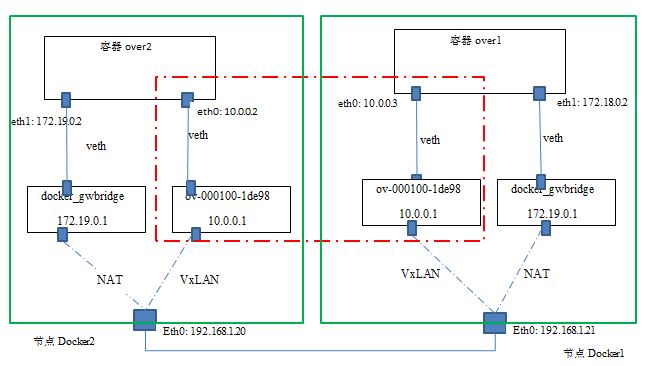 容器 over2
容器 over1
eth1: 172.19.0.2
eth0: 10.0.0.2
eth0: 10.0.0.3
eth1: 172.18.0.2
veth
veth
veth
veth
docker_gwbridge
172.19.0.1
ov-000100-1de98
10.0.0.1
ov-000100-1de98
10.0.0.1
docker_gwbridge
172.19.0.1
NAT
VxLAN
VxLAN
NAT
Eth0: 192.168.1.20
Eth0: 192.168.1.21
节点 Docker2
节点 Docker1